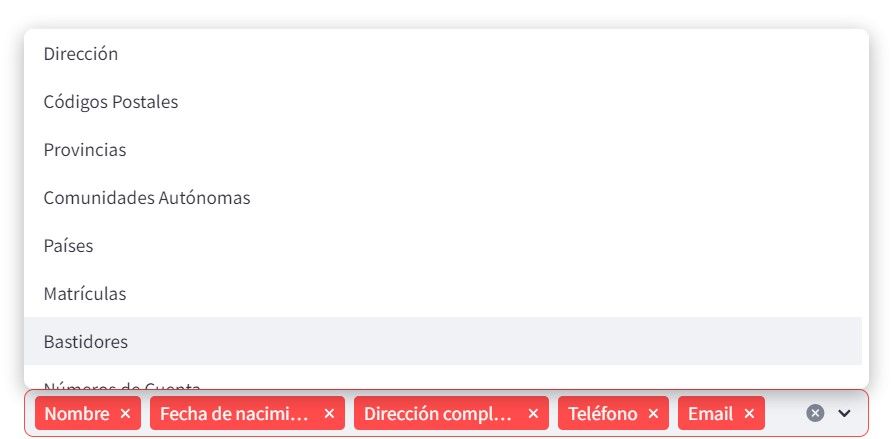 Dirección
Códigos Postales
Provincias
Comunidades Autónomas
Países
Matrículas
Bastidores
Números de Cuenta
Nombre × Fecha de nacimi... × Dirección compl... × Teléfono × Email ×